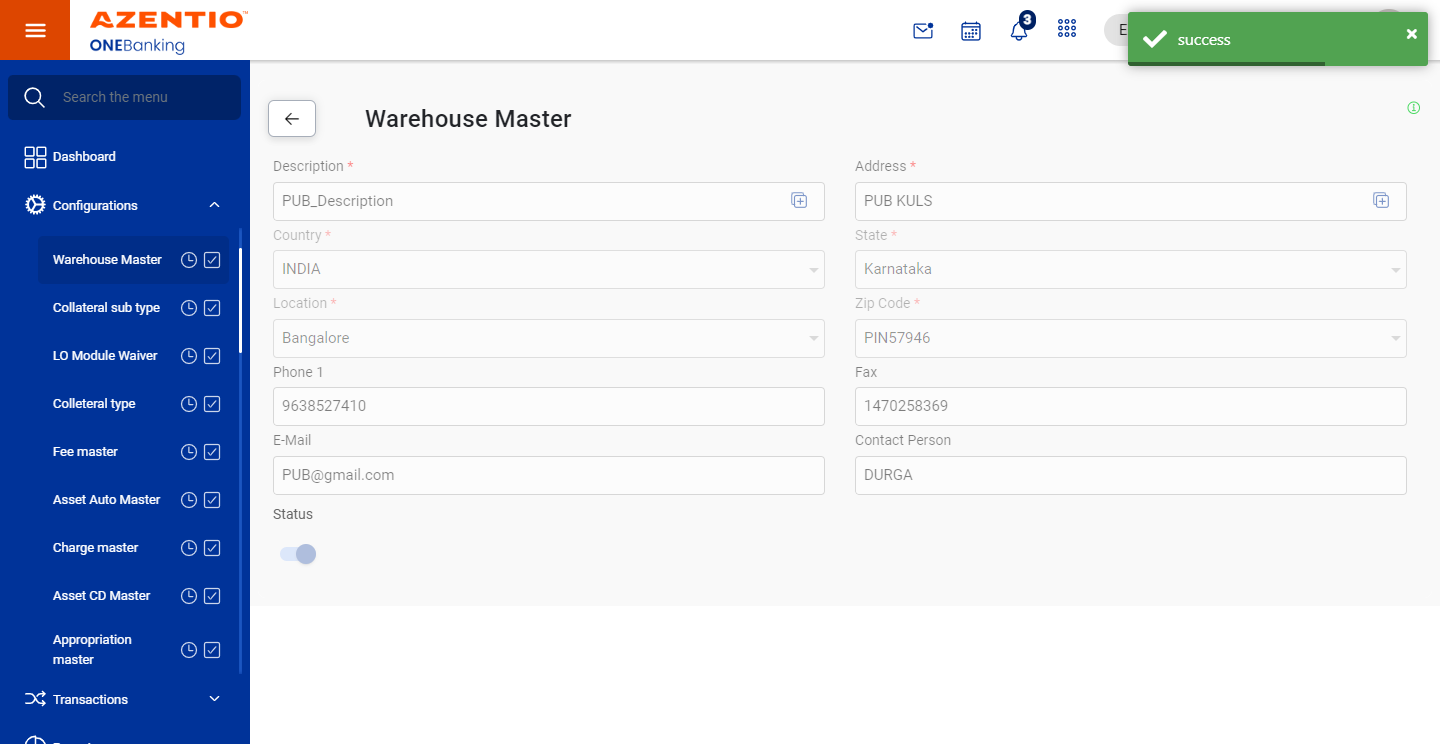 AZENTIO™
ONEBanking
3
E
success
Search the menu
Dashboard
Configurations
Warehouse Master
Collateral sub type
LO Module Waiver
Colleteral type
Fee master
Asset Auto Master
Charge master
Asset CD Master
Appropriation
master
Transactions
Warehouse Master
Description *
Address *
PUB_Description
PUB KULS
Country *
State *
INDIA
Karnataka
Location *
Zip Code *
Bangalore
PIN57946
Phone 1
Fax
9638527410
1470258369
E-Mail
Contact Person
PUB@gmail.com
DURGA
Status